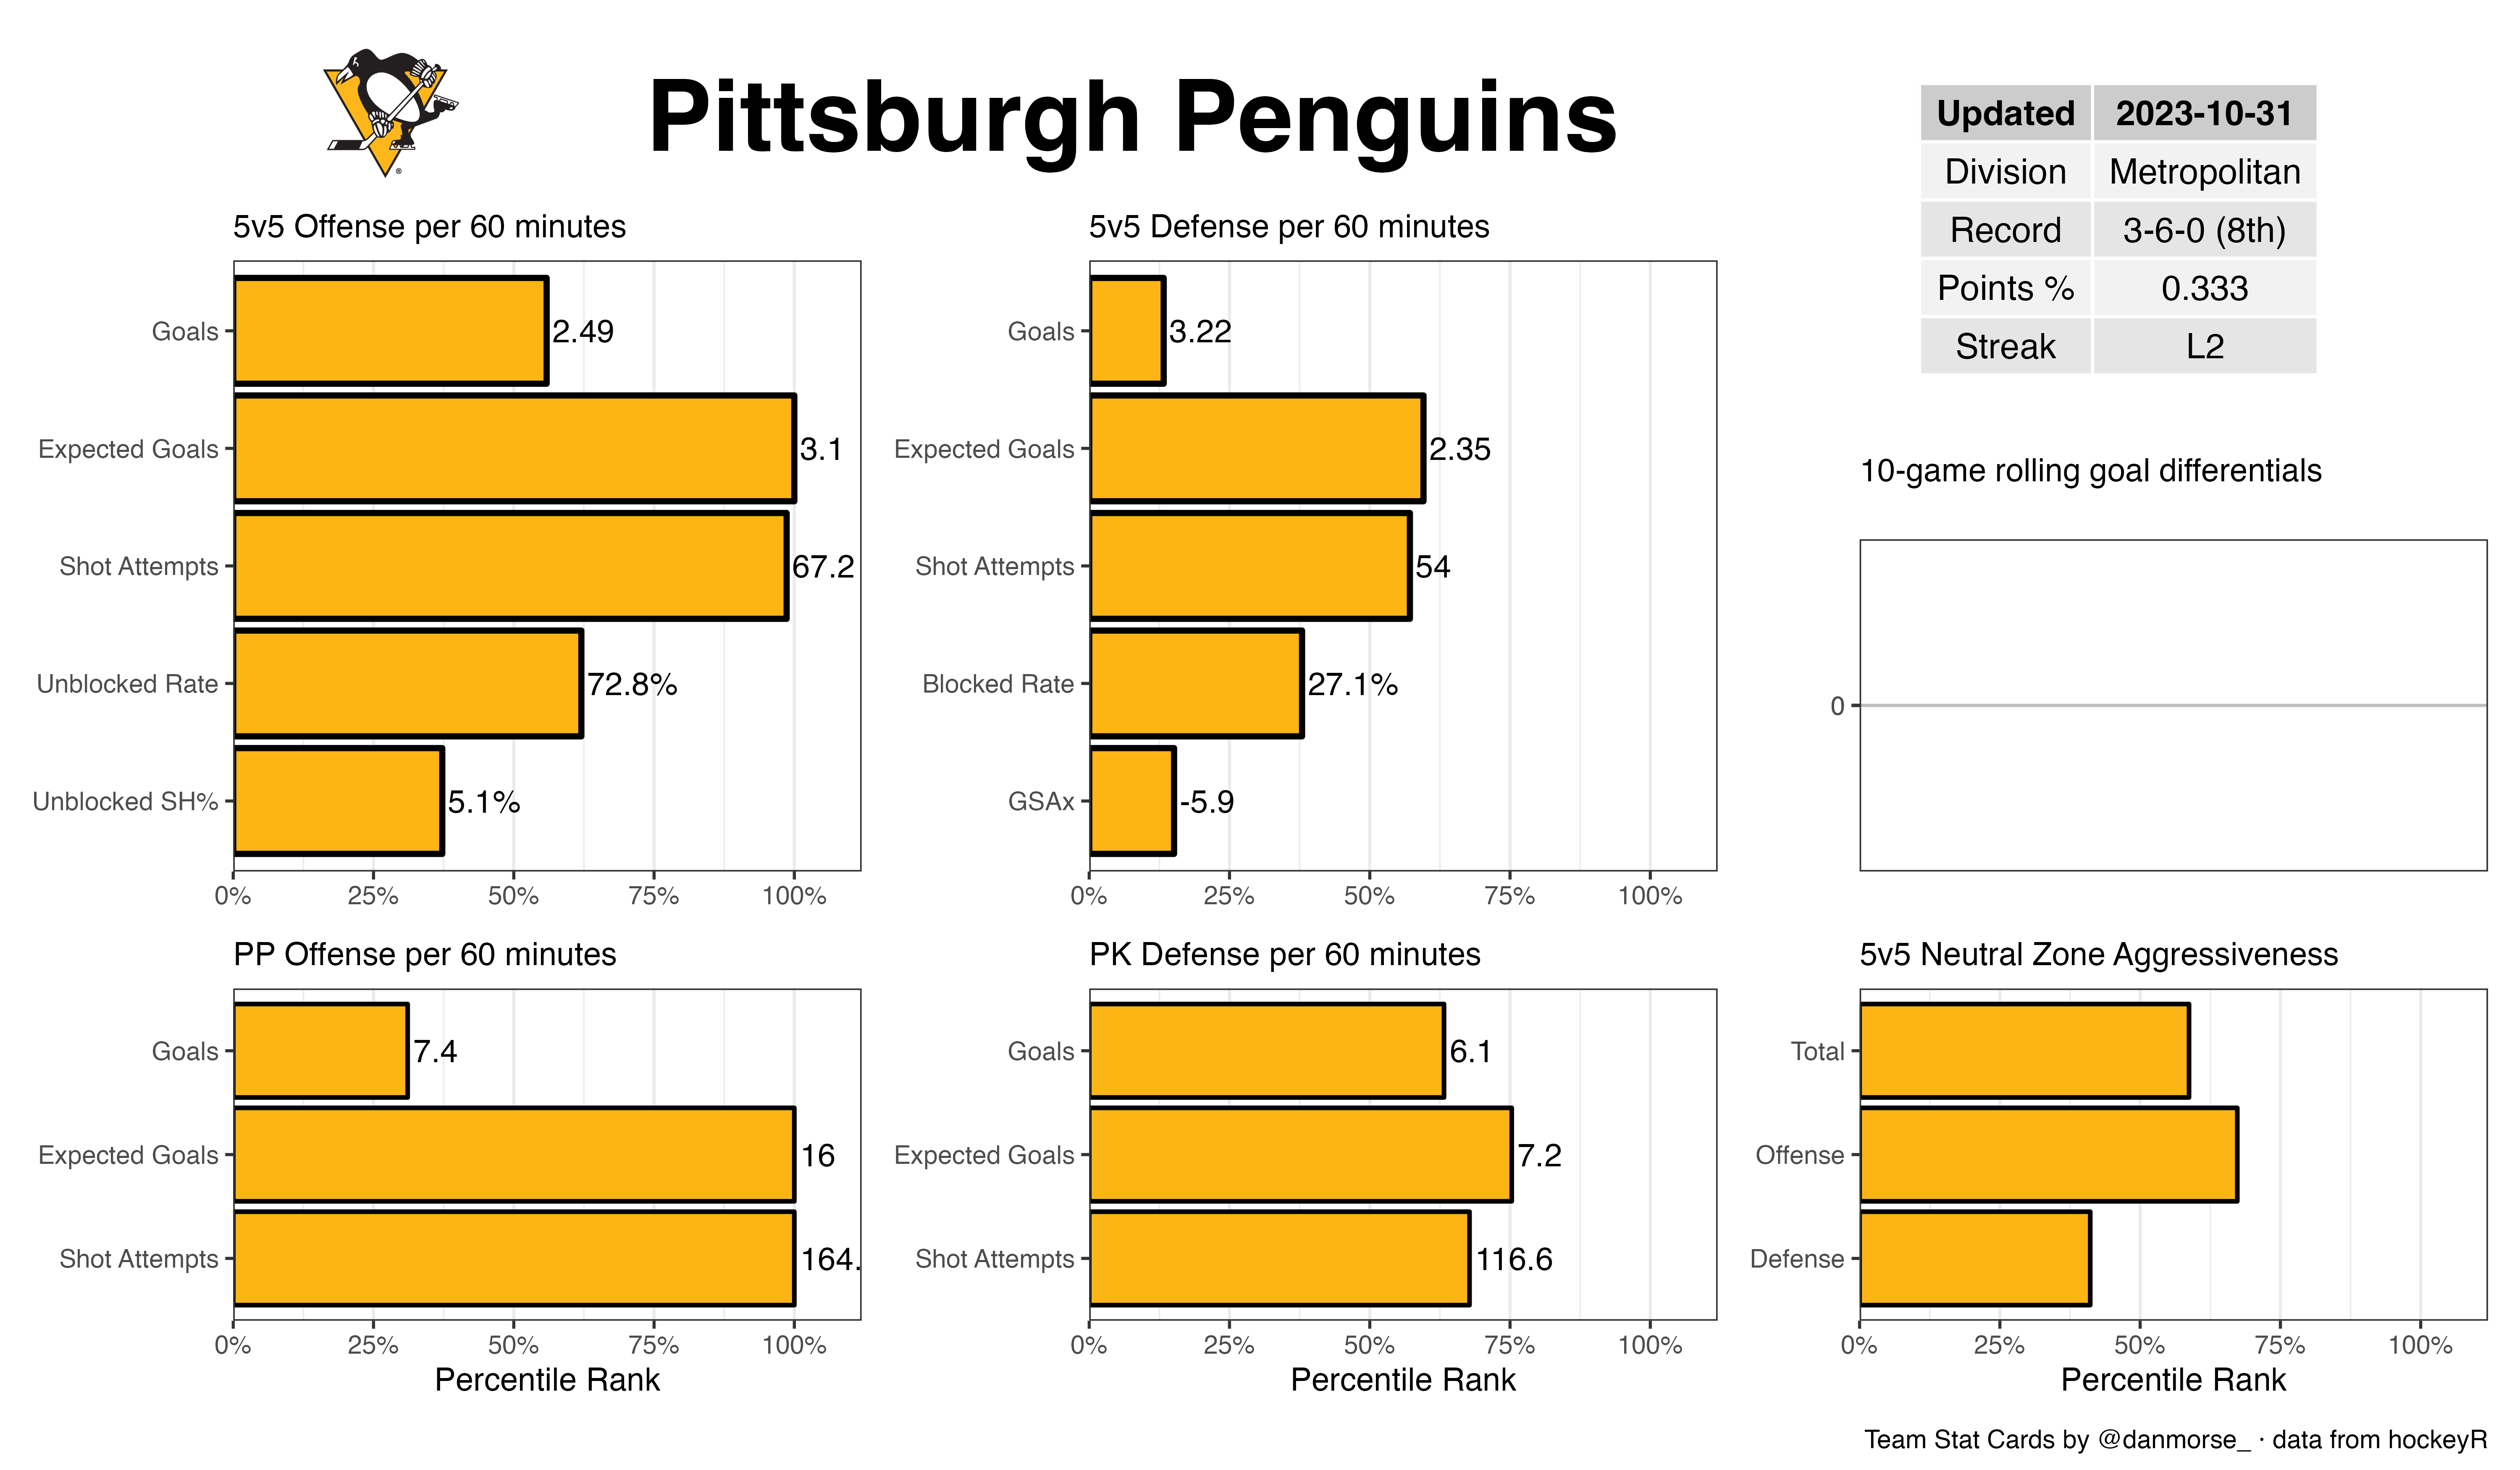 Pittsburgh Penguins
Updated 2023-10-31
Division Metropolitan
Record 3-6-0 (8th)
Points % 0.333
Streak L2
5v5 Offense per 60 minutes
Goals 2.49
Expected Goals 3.1
Shot Attempts 67.2
Unblocked Rate 72.8%
Unblocked SH% 5.1%
0% 25% 50% 75% 100%
5v5 Defense per 60 minutes
Goals 3.22
Expected Goals 2.35
Shot Attempts 54
Blocked Rate 27.1%
GSAx -5.9
0% 25% 50% 75% 100%
10-game rolling goal differentials
0
PP Offense per 60 minutes
Goals 7.4
Expected Goals 16
Shot Attempts 164.
0% 25% 50% 75% 100%
Percentile Rank
PK Defense per 60 minutes
Goals 6.1
Expected Goals 7.2
Shot Attempts 116.6
0% 25% 50% 75% 100%
Percentile Rank
5v5 Neutral Zone Aggressiveness
Total
Offense
Defense
0% 25% 50% 75% 100%
Percentile Rank
Team Stat Cards by @danmorse_ · data from hockeyR